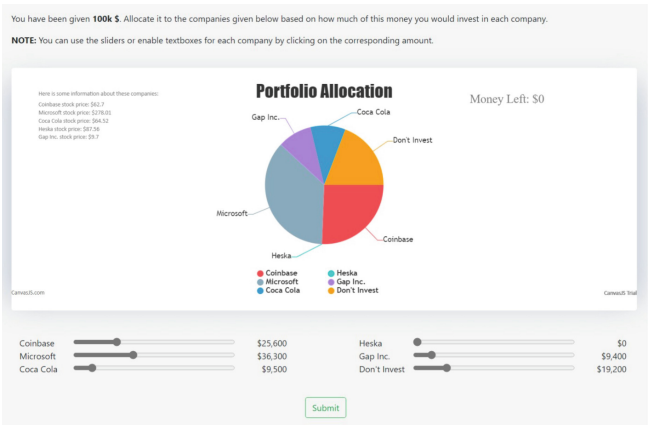 You have been given 100k $. Allocate it to the companies given below based on how much of this money you would invest in each company.
NOTE: You can use the sliders or enable textboxes for each company by clicking on the corresponding amount.
Portfolio Allocation
Money Left: $0
Here is some information about these companies:
Coinbase stock price: $62.7
Microsoft stock price: $278.01
Coca Cola stock price: $64.52
Heska stock price: $87.56
Gap Inc. stock price: $9.7
Gap Inc.
Coca Cola
Don't Invest
Microsoft
Coinbase
Heska
Coinbase Heska
Microsoft Gap Inc.
Coca Cola Don't Invest
CanvasJS.com
CanvasJS Trial
Coinbase $25,600 Heska $0
Microsoft $36,300 Gap Inc. $9,400
Coca Cola $9,500 Don't Invest $19,200
Submit